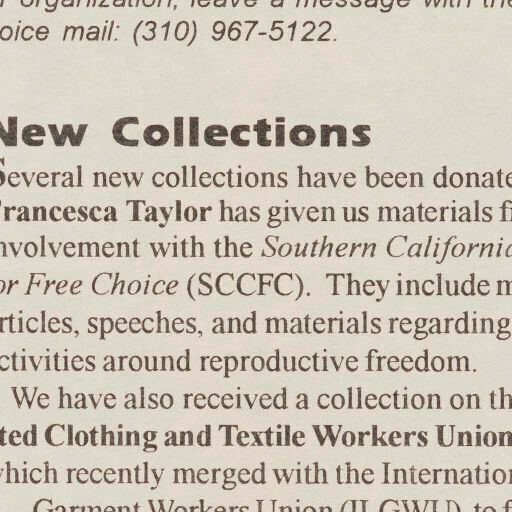 organization, leave a message with the
voice mail: (310) 967-5122.
New Collections
Several new collections have been donate
Francesca Taylor has given us materials f
nvolvement with the Southern California
or Free Choice (SCCFC). They include m
rticles, speeches, and materials regarding
ctivities around reproductive freedom.
We have also received a collection on th
ted Clothing and Textile Workers Union
which recently merged with the Internation
Garment Workers Union (ILGWU), to f